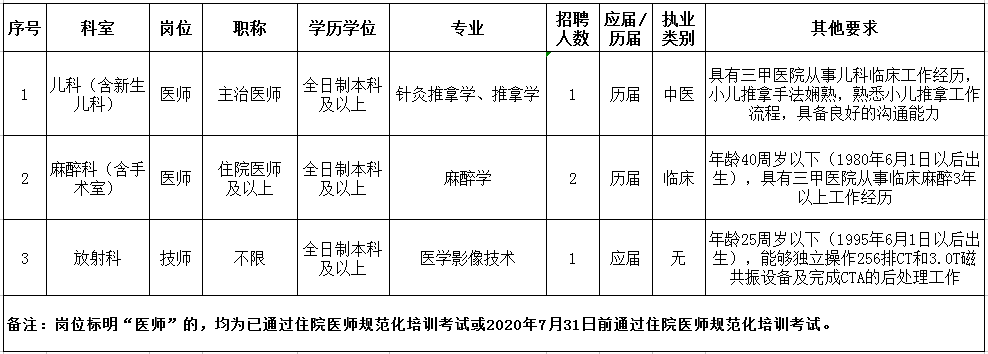 序号 科室 岗位 职称 学历学位 专业 招聘人数 应届/历届 执业类别 其他要求
1 儿科（含新生儿科） 医师 主治医师 全日制本科及以上 针灸推拿学、推拿学 1 历届 中医 具有三甲医院从事儿科临床工作经历，小儿推拿手法娴熟，熟悉小儿推拿工作流程，具备良好的沟通能力
2 麻醉科（含手术室） 医师 住院医师及以上 全日制本科及以上 麻醉学 2 历届 临床 年龄40周岁以下（1980年6月1日以后出生），具有三甲医院从事临床麻醉3年以上工作经历
3 放射科 技师 不限 全日制本科及以上 医学影像技术 1 应届 无 年龄25周岁以下（1995年6月1日以后出生），能够独立操作256排CT和3.0T磁共振设备及完成CTA的后处理工作
备注：岗位标明“医师”的，均为已通过住院医师规范化培训考试或2020年7月31日前通过住院医师规范化培训考试。